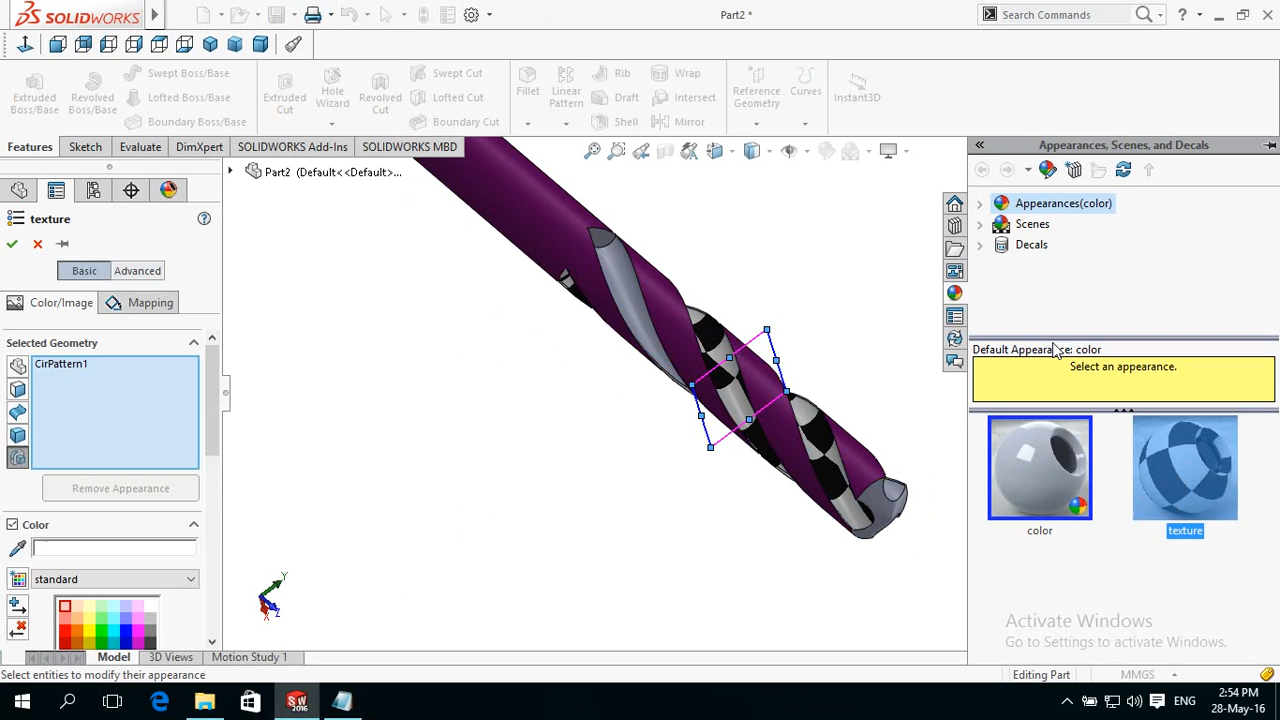 SOLIDWORKS
Part2 *
Search Commands
Extruded Boss/Base
Revolved Boss/Base
Swept Boss/Base
Lofted Boss/Base
Boundary Boss/Base
Extruded Cut
Hole Wizard
Revolved Cut
Swept Cut
Lofted Cut
Boundary Cut
Fillet
Linear Pattern
Rib
Draft
Shell
Wrap
Intersect
Mirror
Reference Geometry
Curves
Instant3D
Features
Sketch
Evaluate
DimXpert
SOLIDWORKS Add-Ins
SOLIDWORKS MBD
Part2 (Default<<Default>...
texture
Basic
Advanced
Color/Image
Mapping
Selected Geometry
CirPattern1
Remove Appearance
Color
standard
Appearances, Scenes, and Decals
Appearances(color)
Scenes
Decals
Default Appearance: color
Select an appearance.
color
texture
Activate Windows
Go to Settings to activate Windows.
Y
X
Z
Model
3D Views
Motion Study 1
Select entities to modify their appearance
Editing Part
MMGS
SW
2016
ENG
2:54 PM
28-May-16